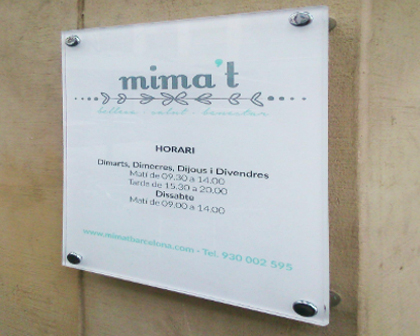 mima't
bellesa · salut · benestar
HORARI
Dimarts, Dimecres, Dijous i Divendres
Matí de 09.30 a 14.00
Tarda de 15.30 a 20.00
Dissabte
Matí de 09.00 a 14.00
www.mimatbarcelona.com - Tel. 930 002 595